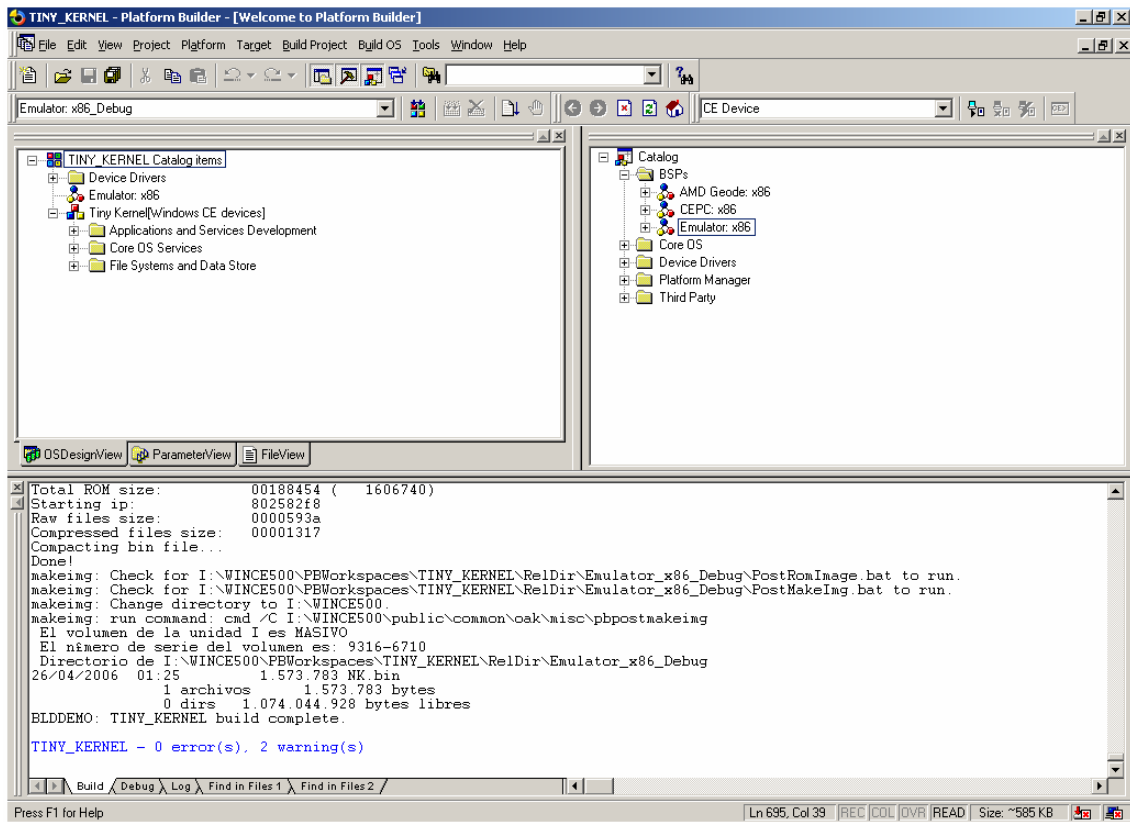 TINY_KERNEL - Platform Builder - [Welcome to Platform Builder]
File Edit View Project Platform Target Build Project Build OS Tools Window Help
Emulator: x86_Debug
CE Device
TINY_KERNEL Catalog items
Device Drivers
Emulator: x86
Tiny Kernel[Windows CE devices]
Applications and Services Development
Core OS Services
File Systems and Data Store
OSDesignView ParameterView FileView
Catalog
BSPs
AMD Geode: x86
CEPC: x86
Emulator: x86
Core OS
Device Drivers
Platform Manager
Third Party
Total ROM size: 00188454 ( 1606740)
Starting ip: 802582f8
Raw files size: 0000593a
Compressed files size: 00001317
Compacting bin file...
Done!
makeimg: Check for I:\WINCE500\PBWorkspaces\TINY_KERNEL\RelDir\Emulator_x86_Debug\PostRomImage.bat to run.
makeimg: Check for I:\WINCE500\PBWorkspaces\TINY_KERNEL\RelDir\Emulator_x86_Debug\PostMakeImg.bat to run.
makeimg: Change directory to I:\WINCE500.
makeimg: run command: cmd /C I:\WINCE500\public\common\oak\misc\pbpostmakeimg
El volumen de la unidad I es MASIVO
El n£mero de serie del volumen es: 9316-6710
Directorio de I:\WINCE500\PBWorkspaces\TINY_KERNEL\RelDir\Emulator_x86_Debug
26/04/2006 01:25 1.573.783 NK.bin
1 archivos 1.573.783 bytes
0 dirs 1.074.044.928 bytes libres
BLDDEMO: TINY_KERNEL build complete.
TINY_KERNEL - 0 error(s), 2 warning(s)
Build Debug Log Find in Files 1 Find in Files 2
Press F1 for Help
Ln 695, Col 39 REC COL OVR READ Size: ~585 KB